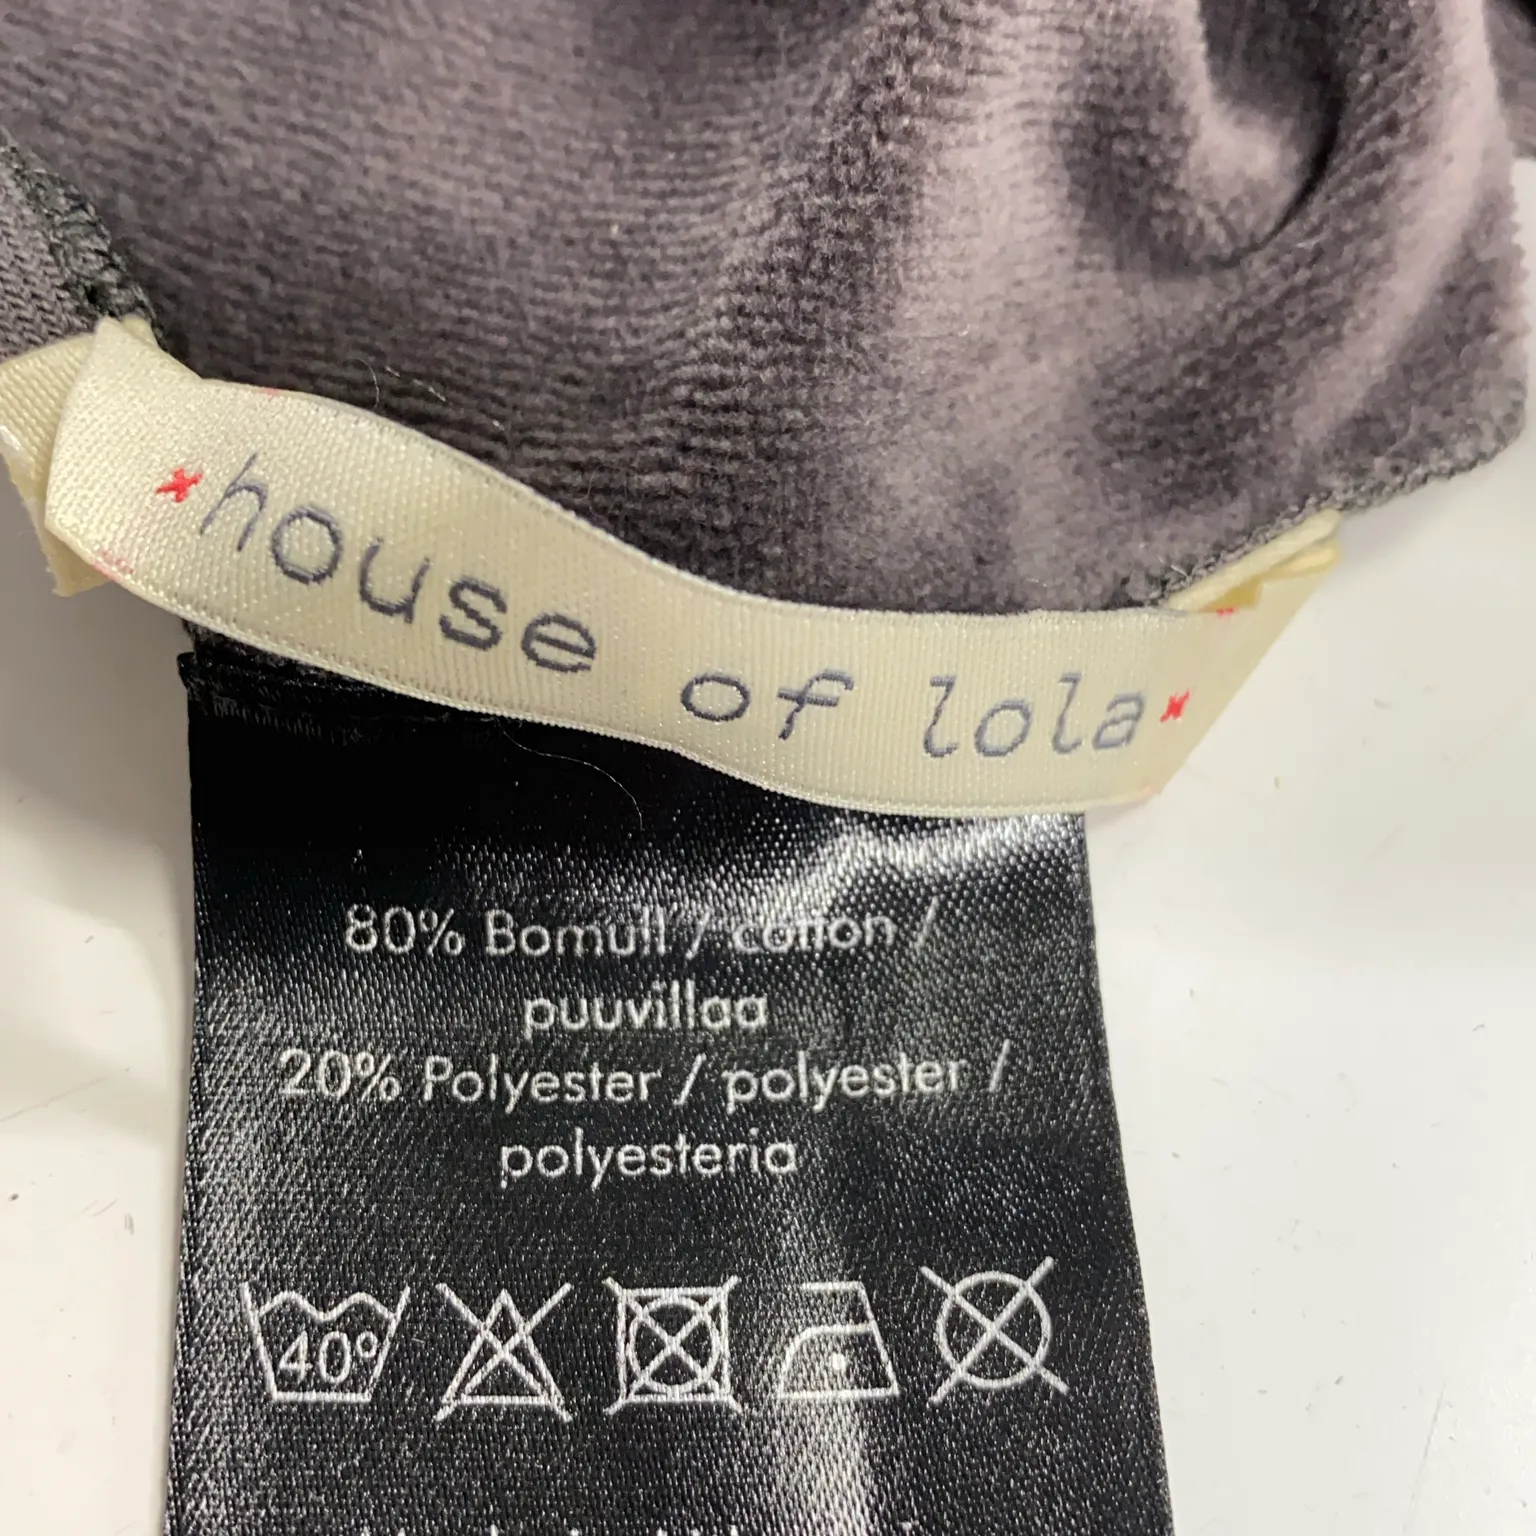 house of lola
80% Bomull / cotton /
puuvillaa
20% Polyester / polyester /
polyesteria
40°